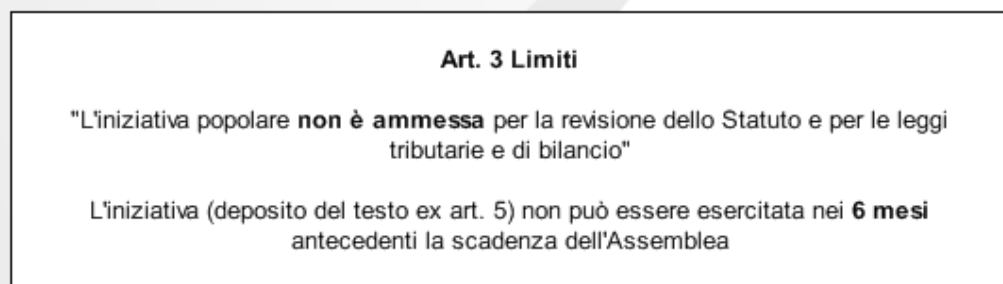 Art. 3 Limiti
"L'iniziativa popolare non è ammessa per la revisione dello Statuto e per le leggi
tributarie e di bilancio"
L'iniziativa (deposito del testo ex art. 5) non può essere esercitata nei 6 mesi
antecedenti la scadenza dell'Assemblea